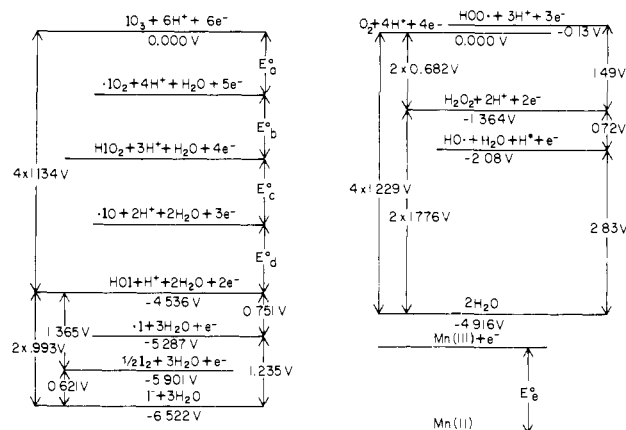 IO₃⁻ + 6H⁺ + 6e⁻
0.000 V
E°a
·IO₂ + 4H⁺ + H₂O + 5e⁻
E°b
HIO₂ + 3H⁺ + H₂O + 4e⁻
4 x 1.134 V
E°c
·IO + 2H⁺ + 2H₂O + 3e⁻
E°d
HOI + H⁺ + 2H₂O + 2e⁻
-4.536 V
0.751 V
1.365 V
·I + 3H₂O + e⁻
-5.287 V
2 x .993 V
½I₂ + 3H₂O + e⁻
-5.901 V
1.235 V
0.621 V
I⁻ + 3H₂O
-6.522 V
O₂ + 4H⁺ + 4e⁻
HOO· + 3H⁺ + 3e⁻
-0.13 V
0.000 V
2 x 0.682 V
1.49 V
H₂O₂ + 2H⁺ + 2e⁻
-1.364 V
0.72 V
HO· + H₂O + H⁺ + e⁻
-2.08 V
4 x 1.229 V
2 x 1.776 V
2.83 V
2H₂O
-4.916 V
Mn(III) + e⁻
E°e
Mn(II)